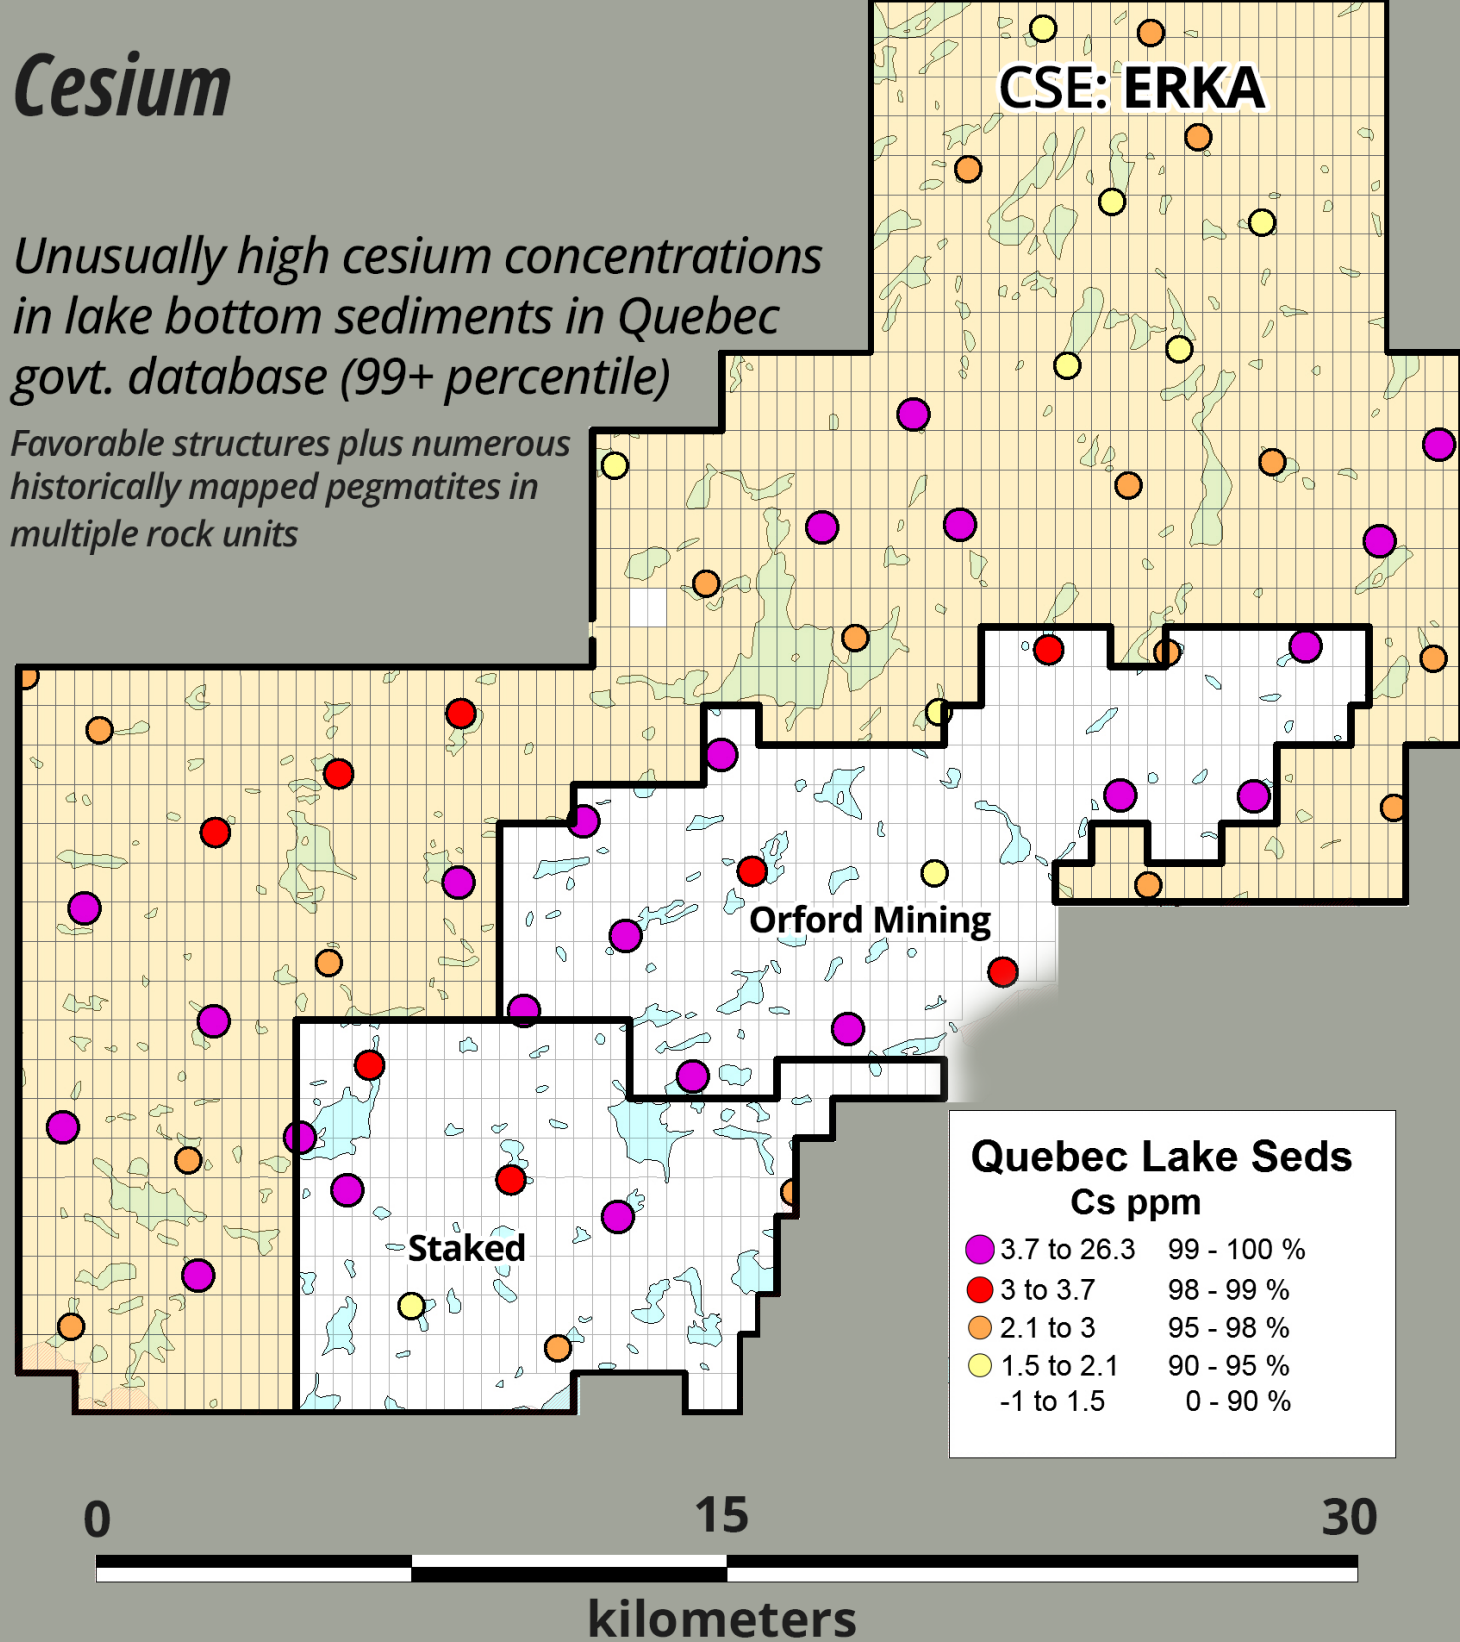 Cesium
CSE: ERKA
Unusually high cesium concentrations
in lake bottom sediments in Quebec
govt. database (99+ percentile)
Favorable structures plus numerous
historically mapped pegmatites in
multiple rock units
Orford Mining
Staked
Quebec Lake Seds
Cs ppm
3.7 to 26.3 99 - 100 %
3 to 3.7 98 - 99 %
2.1 to 3 95 - 98 %
1.5 to 2.1 90 - 95 %
-1 to 1.5 0 - 90 %
0 15 30
kilometers